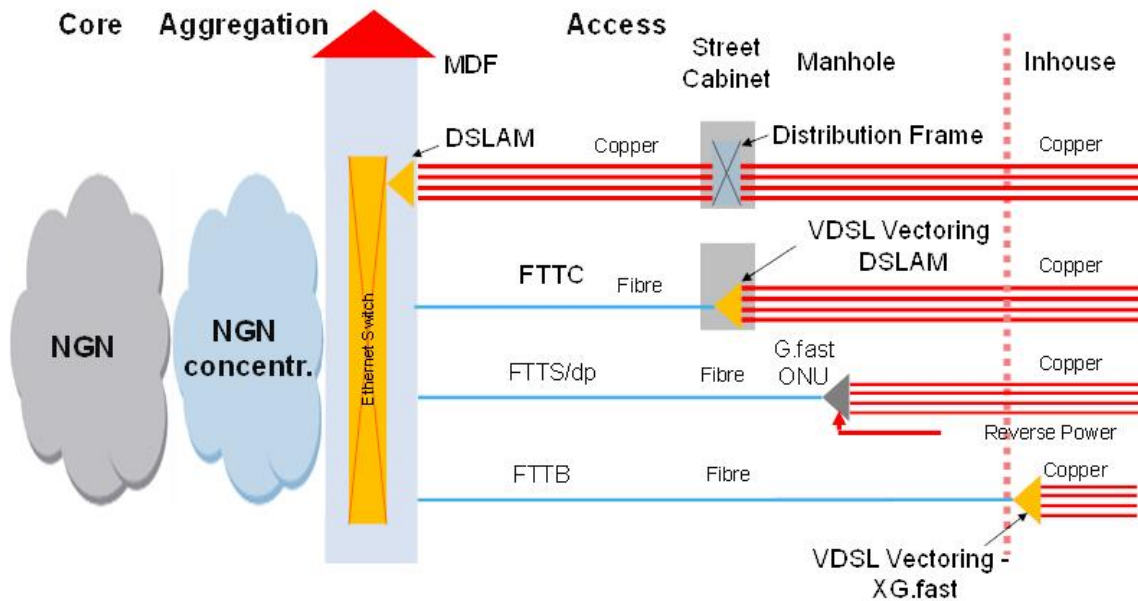 Core
Aggregation
Access
MDF
Street
Cabinet
Manhole
Inhouse
DSLAM
Copper
Distribution Frame
Copper
VDSL Vectoring
DSLAM
FTTC
Fibre
Copper
NGN
NGN
concentr.
Ethernet Switch
FTTS/dp
Fibre
G.fast
ONU
Copper
Reverse Power
FTTB
Fibre
Copper
VDSL Vectoring -
XG.fast